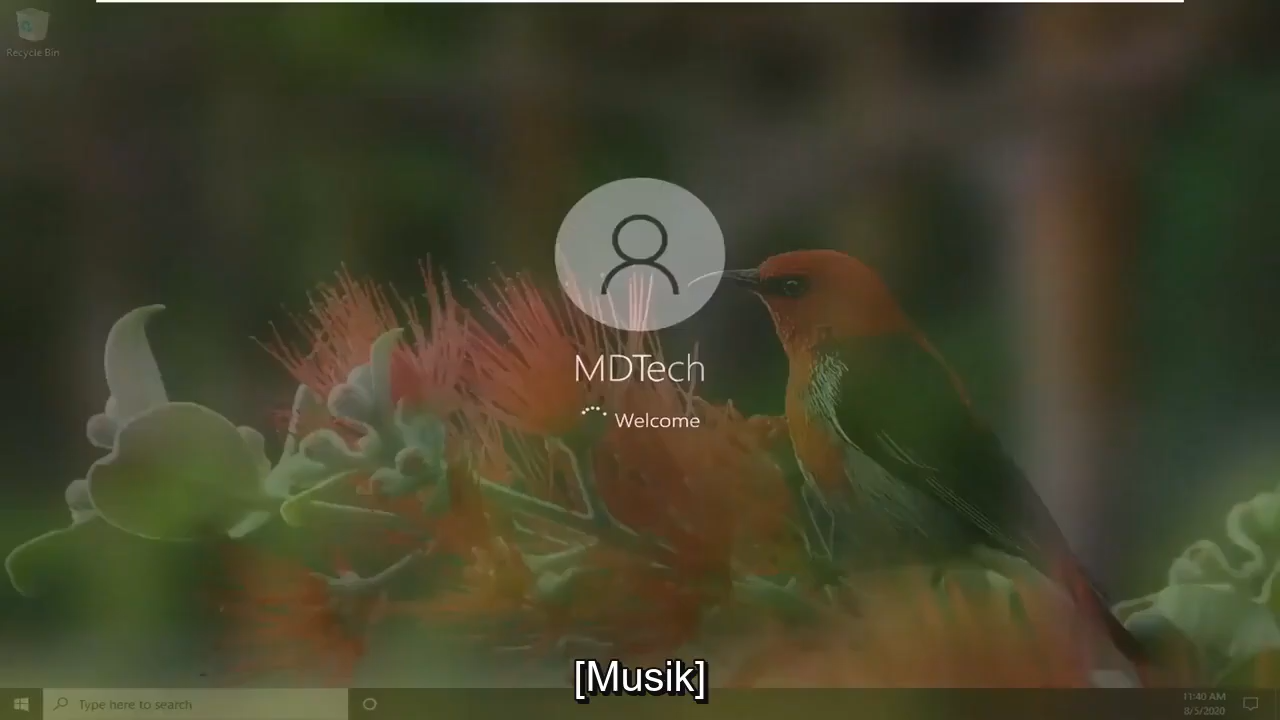 Recycle Bin
MDTech
Welcome
[Musik]
Type here to search
11:40 AM
8/5/2020